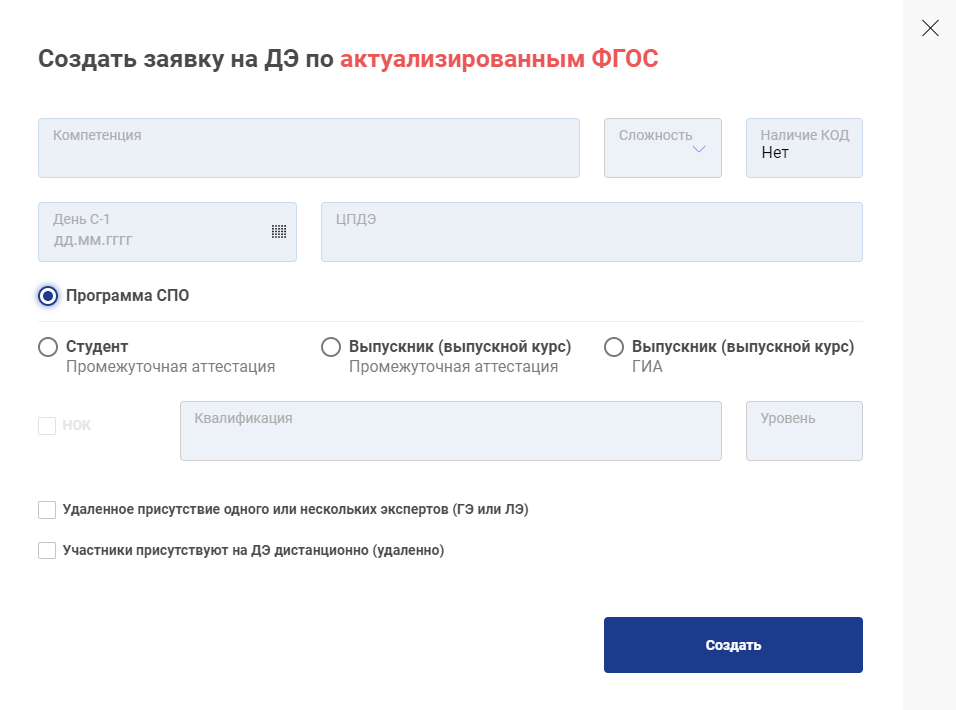 Создать заявку на ДЭ по актуализированным ФГОС
Компетенция
Сложность
Наличие КОД
Нет
День С-1
дд.мм.гггг
ЦПДЭ
Программа СПО
Студент
Промежуточная аттестация
Выпускник (выпускной курс)
Промежуточная аттестация
Выпускник (выпускной курс)
ГИА
НОК
Квалификация
Уровень
Удаленное присутствие одного или нескольких экспертов (ГЭ или ЛЭ)
Участники присутствуют на ДЭ дистанционно (удаленно)
Создать